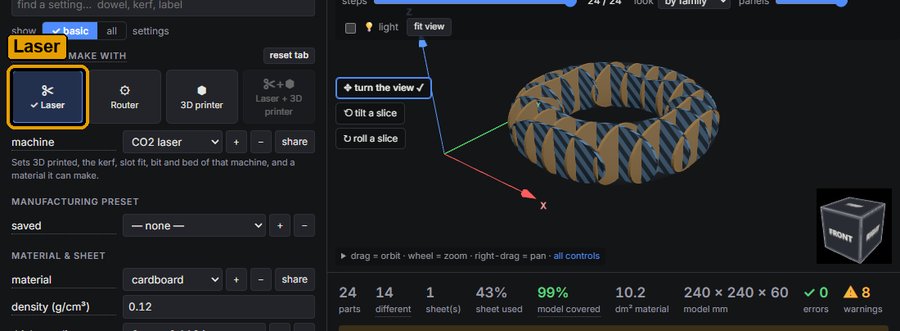 find a setting... dowel, kerf, label
show ✓ basic all settings
Laser
MAKE WITH reset tab
✓ Laser
Router
3D printer
Laser + 3D printer
machine CO2 laser + − share
Sets 3D printed, the kerf, slot fit, bit and bed of that machine, and a
material it can make.
MANUFACTURING PRESET
saved — none — + −
MATERIAL & SHEET
material cardboard + − share
density (g/cm³) 0.12
steps 24 / 24 look by family panels
light fit view
Z
✥ turn the view ✓
tilt a slice
↻ roll a slice
Y
X
FRONT
RIGHT
▶ drag = orbit · wheel = zoom · right-drag = pan · all controls
24 14 1 43% 99% 10.2 240 × 240 × 60 ✓ 0 ⚠ 8
parts different sheet(s) sheet used model covered dm² material model mm errors warnings